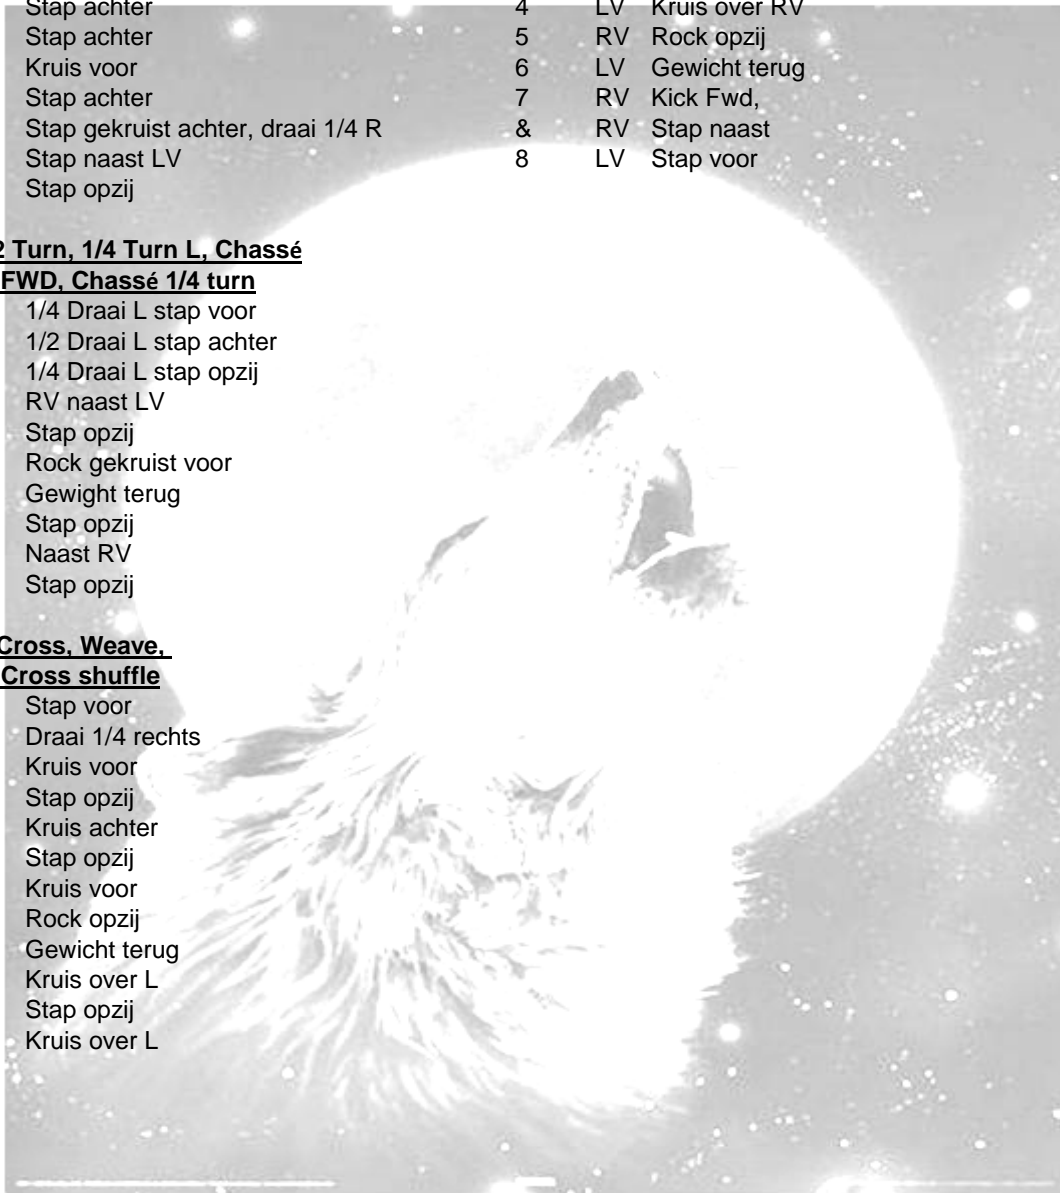 Stap achter
Stap achter
Kruis voor
Stap achter
Stap gekruist achter, draai 1/4 R
Stap naast LV
Stap opzij
2 Turn, 1/4 Turn L, Chassé
FWD, Chassé 1/4 turn
1/4 Draai L stap voor
1/2 Draai L stap achter
1/4 Draai L stap opzij
RV naast LV
Stap opzij
Rock gekruist voor
Gewight terug
Stap opzij
Naast RV
Stap opzij
Cross, Weave,
Cross shuffle
Stap voor
Draai 1/4 rechts
Kruis voor
Stap opzij
Kruis achter
Stap opzij
Kruis voor
Rock opzij
Gewicht terug
Kruis over L
Stap opzij
Kruis over L
4 LV Kruis over RV
5 RV Rock opzij
6 LV Gewicht terug
7 RV Kick Fwd,
& RV Stap naast
8 LV Stap voor